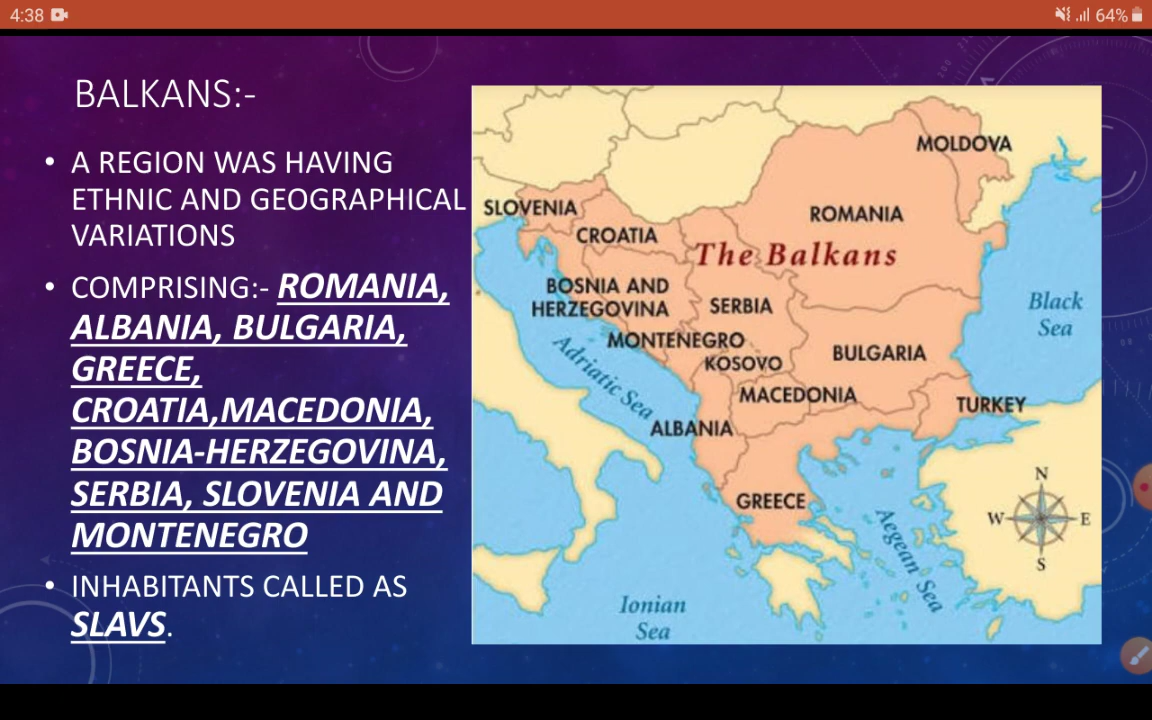 4:38
64%
BALKANS:-
• A REGION WAS HAVING
ETHNIC AND GEOGRAPHICAL
VARIATIONS
• COMPRISING:- ROMANIA,
ALBANIA, BULGARIA,
GREECE,
CROATIA,MACEDONIA,
BOSNIA-HERZEGOVINA,
SERBIA, SLOVENIA AND
MONTENEGRO
• INHABITANTS CALLED AS
SLAVS.
MOLDOVA
SLOVENIA
ROMANIA
CROATIA
The Balkans
BOSNIA AND
HERZEGOVINA
SERBIA
Black
Sea
MONTENEGRO
KOSOVO
BULGARIA
Adriatic Sea
MACEDONIA
TURKEY
ALBANIA
GREECE
Aegean Sea
N
W
E
S
Ionian
Sea